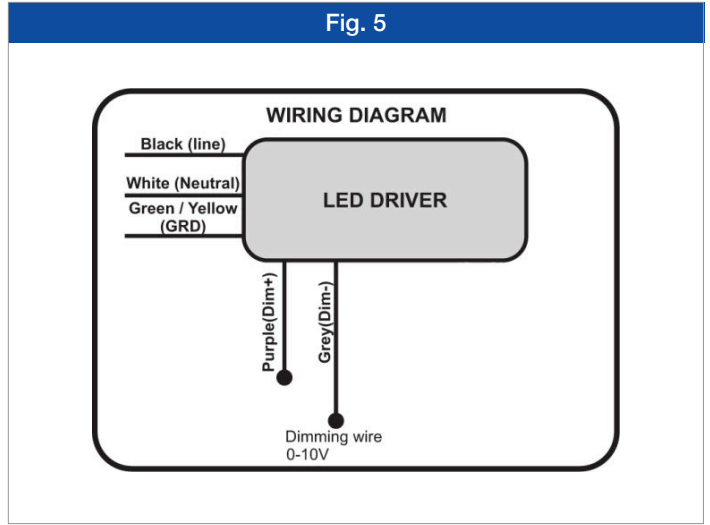 Fig. 5
WIRING DIAGRAM
Black (line)
White (Neutral)
Green / Yellow
(GRD)
LED DRIVER
Purple(Dim+)
Grey(Dim-)
Dimming wire
0-10V